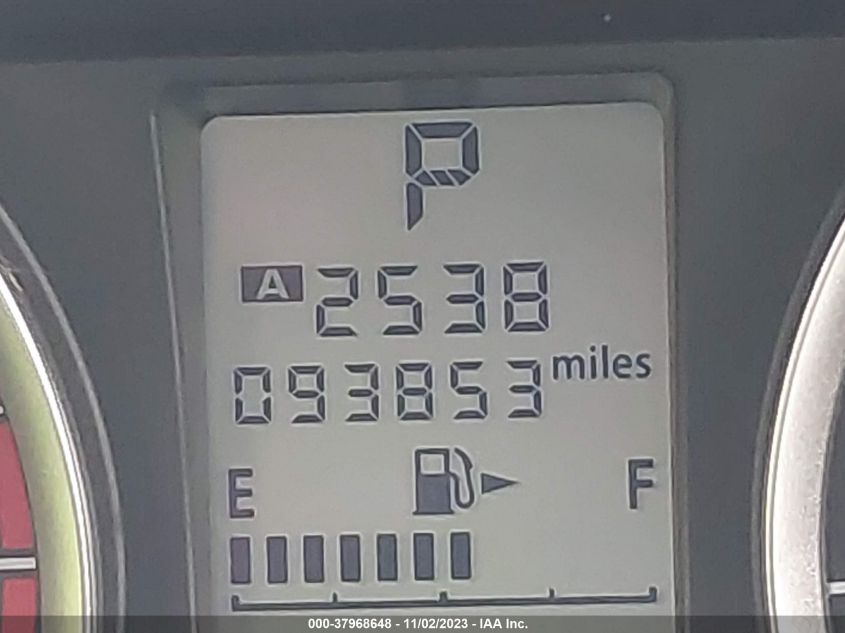 P
A 2538
093853 miles
E F
000-37968648 - 11/02/2023 - IAA Inc.